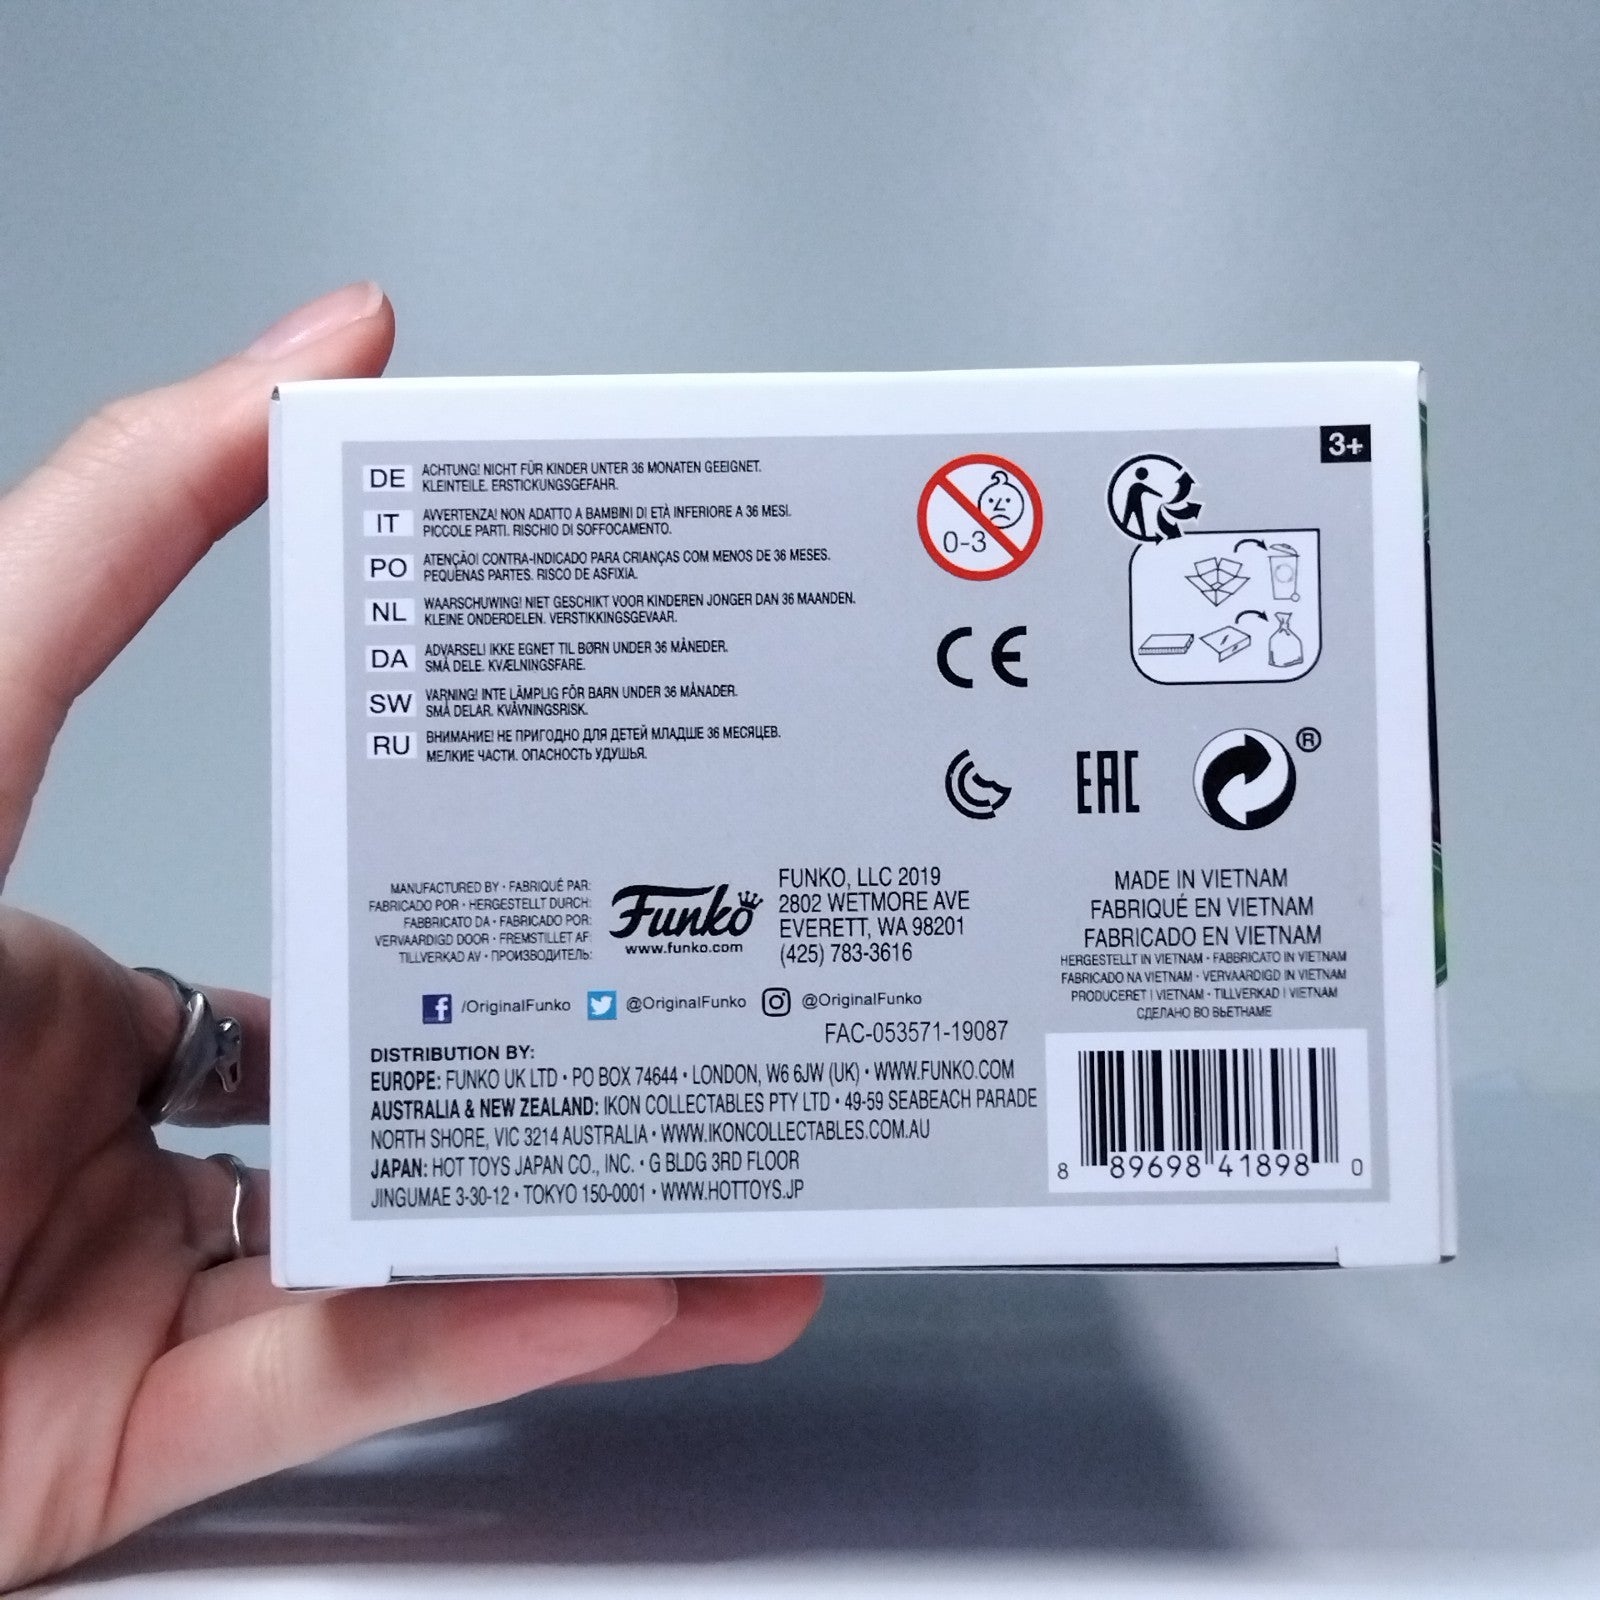 3+
DE ACHTUNG! NICHT FÜR KINDER UNTER 36 MONATEN GEEIGNET.
KLEINTEILE. ERSTICKUNGSGEFAHR.
IT AVVERTENZA! NON ADATTO A BAMBINI DI ETÀ INFERIORE A 36 MESI.
PICCOLE PARTI. RISCHIO DI SOFFOCAMENTO.
PO ATENÇÃO! CONTRA-INDICADO PARA CRIANÇAS COM MENOS DE 36 MESES.
PEQUENAS PARTES. RISCO DE ASFIXIA.
NL WAARSCHUWING! NIET GESCHIKT VOOR KINDEREN JONGER DAN 36 MAANDEN.
KLEINE ONDERDELEN. VERSTIKKINGSGEVAAR.
DA ADVARSEL! IKKE EGNET TIL BØRN UNDER 36 MÅNEDER.
SMÅ DELE. KVÆLNINGSFARE.
SW VARNING! INTE LÄMPLIG FÖR BARN UNDER 36 MÅNADER.
SMÅ DELAR. KVÄVNINGSRISK.
RU ВНИМАНИЕ! НЕ ПРИГОДНО ДЛЯ ДЕТЕЙ МЛАДШЕ 36 МЕСЯЦЕВ.
МЕЛКИЕ ЧАСТИ. ОПАСНОСТЬ УДУШЬЯ.
0-3
CE
EAC
®
MANUFACTURED BY • FABRIQUÉ PAR:
FABRICADO POR • HERGESTELLT DURCH:
FABBRICATO DA • FABRICADO POR:
VERVAARDIGD DOOR • FREMSTILLET AF:
TILLVERKAD AV • ПРОИЗВОДИТЕЛЬ:
Funko
www.funko.com
FUNKO, LLC 2019
2802 WETMORE AVE
EVERETT, WA 98201
(425) 783-3616
MADE IN VIETNAM
FABRIQUÉ EN VIETNAM
FABRICADO EN VIETNAM
HERGESTELLT IN VIETNAM • FABBRICATO IN VIETNAM
FABRICADO NA VIETNAM • VERVAARDIGD IN VIETNAM
PRODUCERET I VIETNAM • TILLVERKAD I VIETNAM
СДЕЛАНО ВО ВЬЕТНАМЕ
f /OriginalFunko @OriginalFunko @OriginalFunko
FAC-053571-19087
DISTRIBUTION BY:
EUROPE: FUNKO UK LTD • PO BOX 74644 • LONDON, W6 6JW (UK) • WWW.FUNKO.COM
AUSTRALIA & NEW ZEALAND: IKON COLLECTABLES PTY LTD • 49-59 SEABEACH PARADE
NORTH SHORE, VIC 3214 AUSTRALIA • WWW.IKONCOLLECTABLES.COM.AU
JAPAN: HOT TOYS JAPAN CO., INC. • G BLDG 3RD FLOOR
JINGUMAE 3-30-12 • TOKYO 150-0001 • WWW.HOTTOYS.JP
8 89698 41898 0